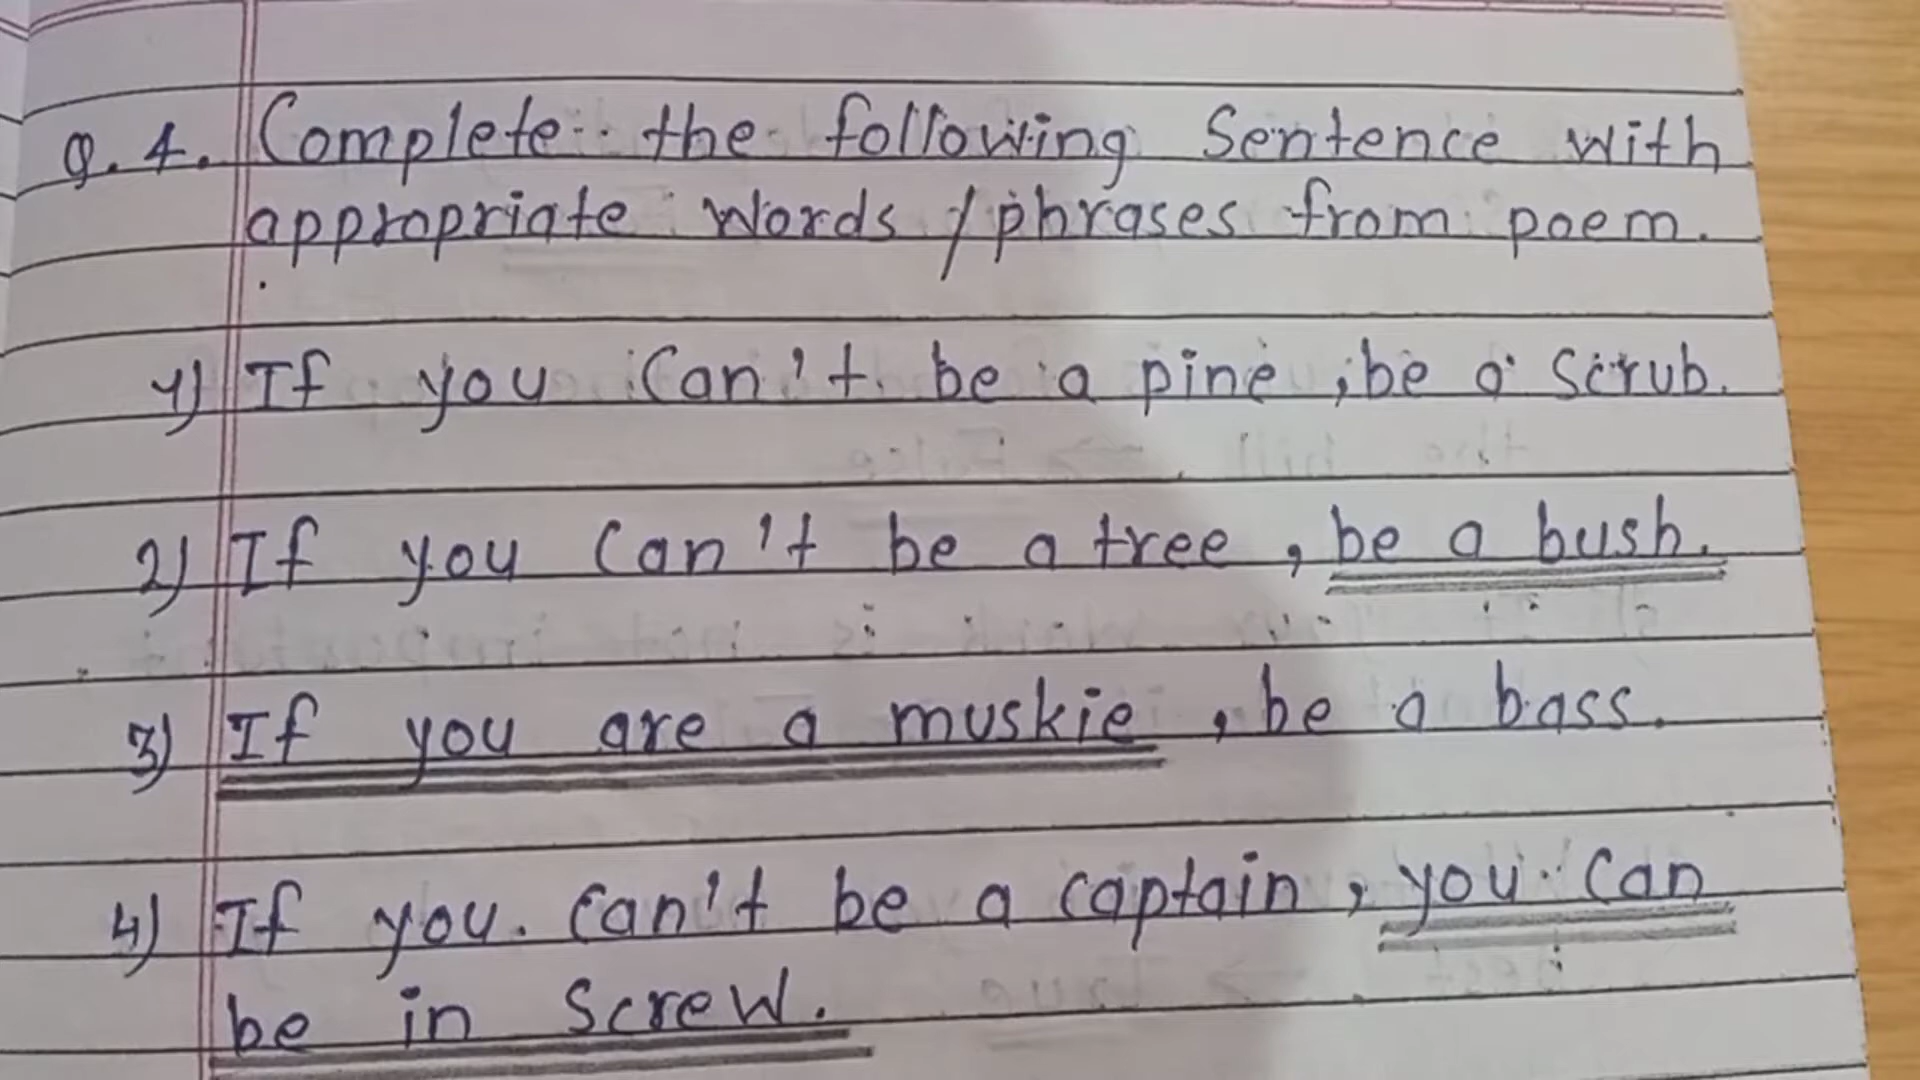 Q.4. Complete the following Sentence with
appropriate words / phrases from poem.
1) If you can't be a pine, be a scrub.
2) If you can't be a tree, be a bush.
3) If you are a muskie, be a bass.
4) If you can't be a captain, you can
be in screw.